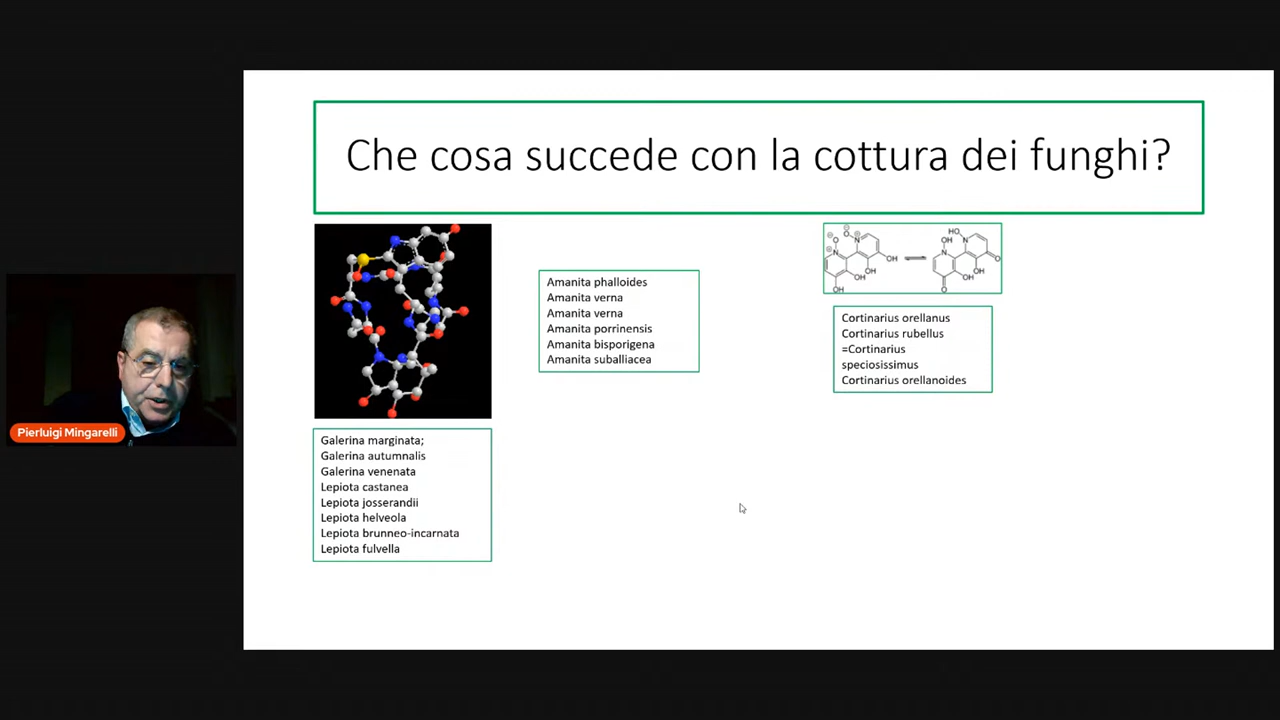 Che cosa succede con la cottura dei funghi?
Amanita phalloides
Amanita verna
Amanita verna
Amanita porrinensis
Amanita bisporigena
Amanita suballiacea
Cortinarius orellanus
Cortinarius rubellus
=Cortinarius
speciosissimus
Cortinarius orellanoides
Galerina marginata;
Galerina autumnalis
Galerina venenata
Lepiota castanea
Lepiota josserandii
Lepiota helveola
Lepiota brunneo-incarnata
Lepiota fulvella
Pierluigi Mingarelli